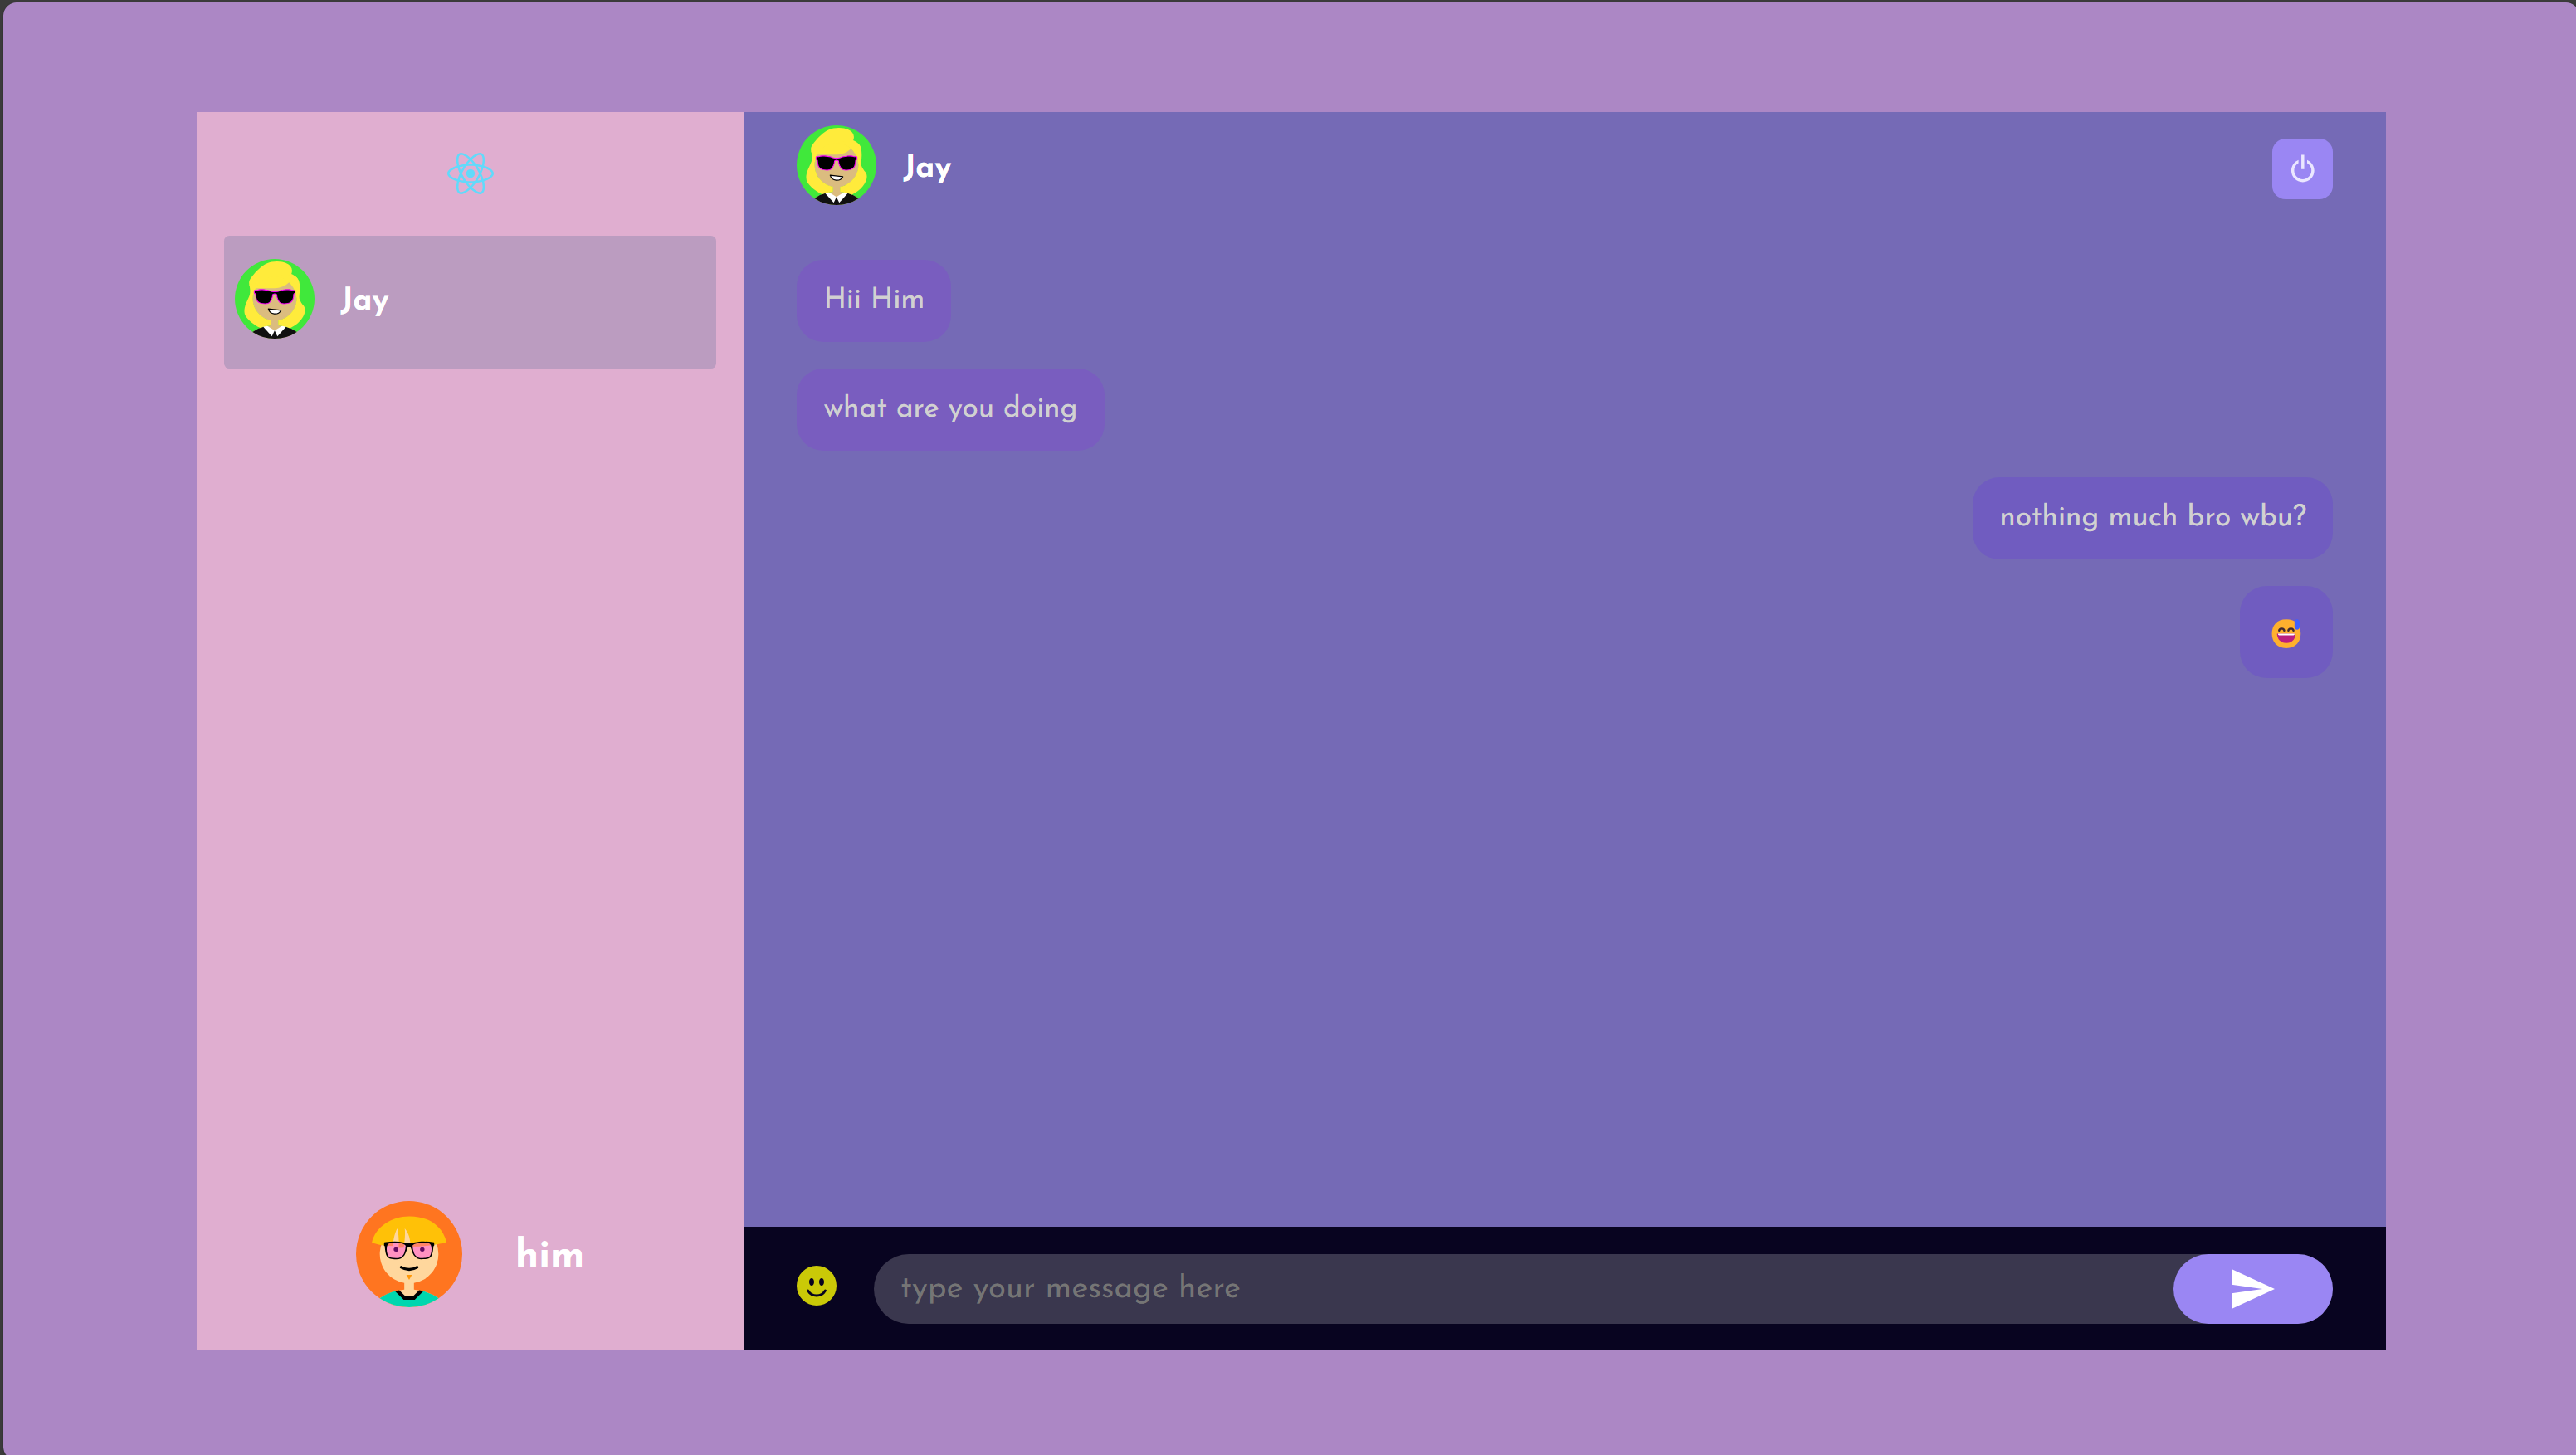 Jay
him
Jay
Hii Him
what are you doing
nothing much bro wbu?
😅
type your message here